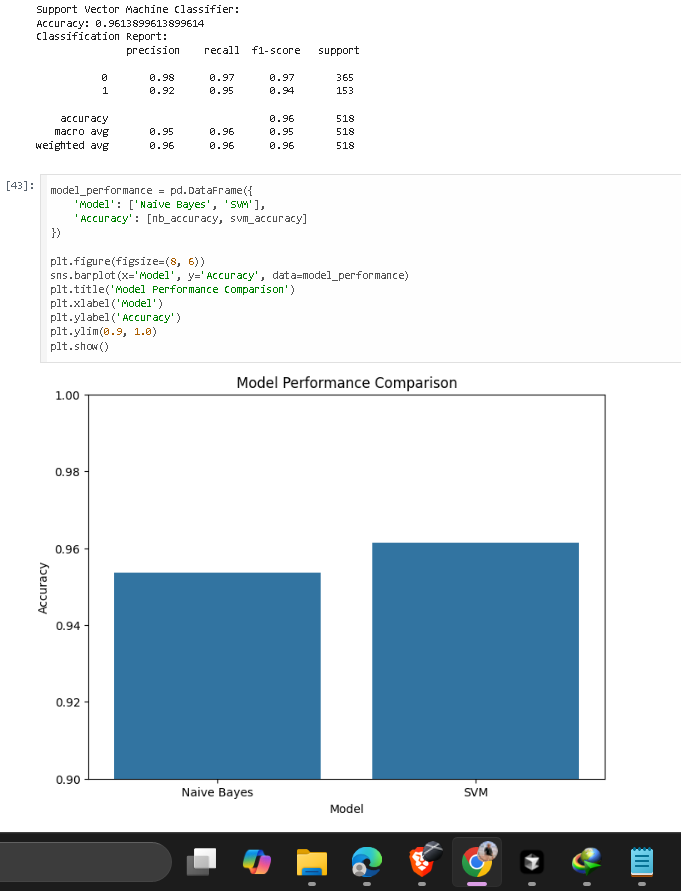 Support Vector Machine Classifier:
Accuracy: 0.9613899613899614
Classification Report:
precision recall f1-score support
0 0.98 0.97 0.97 365
1 0.92 0.95 0.94 153
accuracy 0.96 518
macro avg 0.95 0.96 0.95 518
weighted avg 0.96 0.96 0.96 518
[43]:
model_performance = pd.DataFrame({
'Model': ['Naive Bayes', 'SVM'],
'Accuracy': [nb_accuracy, svm_accuracy]
})
plt.figure(figsize=(8, 6))
sns.barplot(x='Model', y='Accuracy', data=model_performance)
plt.title('Model Performance Comparison')
plt.xlabel('Model')
plt.ylabel('Accuracy')
plt.ylim(0.9, 1.0)
plt.show()
Model Performance Comparison
1.00
0.98
0.96
0.94
0.92
0.90
Accuracy
Naive Bayes SVM
Model